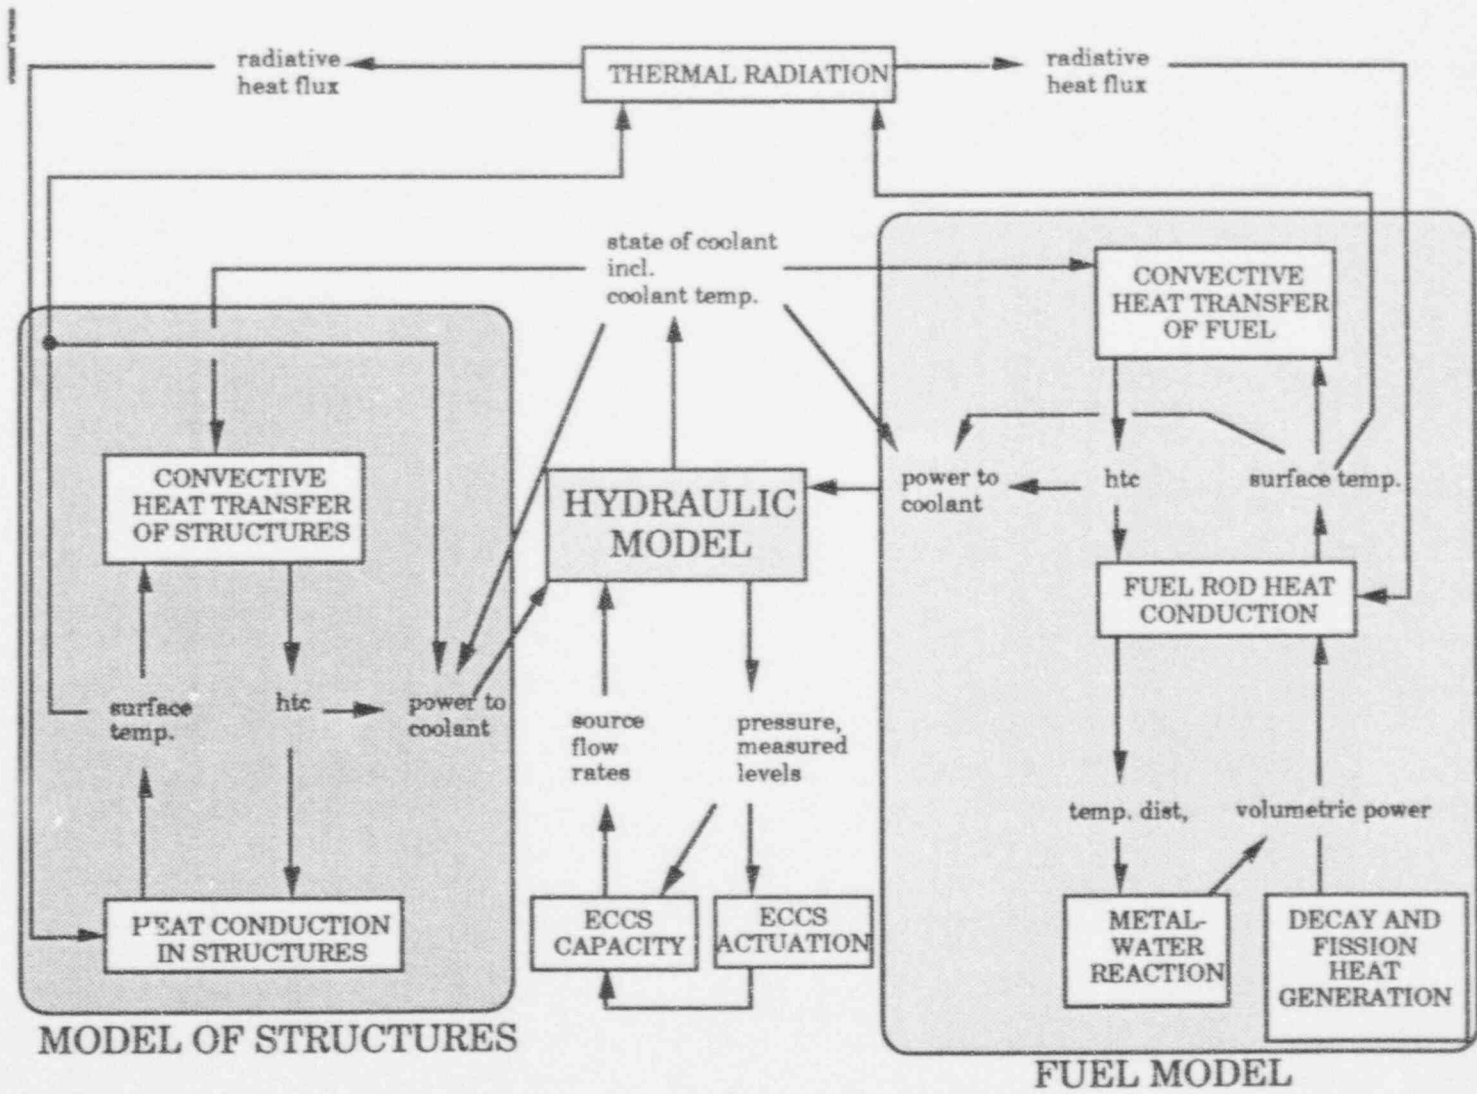 radiative
heat flux
THERMAL RADIATION
radiative
heat flux
state of coolant
incl.
coolant temp.
CONVECTIVE
HEAT TRANSFER
OF FUEL
CONVECTIVE
HEAT TRANSFER
OF STRUCTURES
HYDRAULIC
MODEL
power to
coolant
htc
surface temp.
FUEL ROD HEAT
CONDUCTION
surface
temp.
htc
power to
coolant
source
flow
rates
pressure,
measured
levels
temp. dist,
volumetric power
HEAT CONDUCTION
IN STRUCTURES
ECCS
CAPACITY
ECCS
ACTUATION
METAL-
WATER
REACTION
DECAY AND
FISSION
HEAT
GENERATION
MODEL OF STRUCTURES
FUEL MODEL